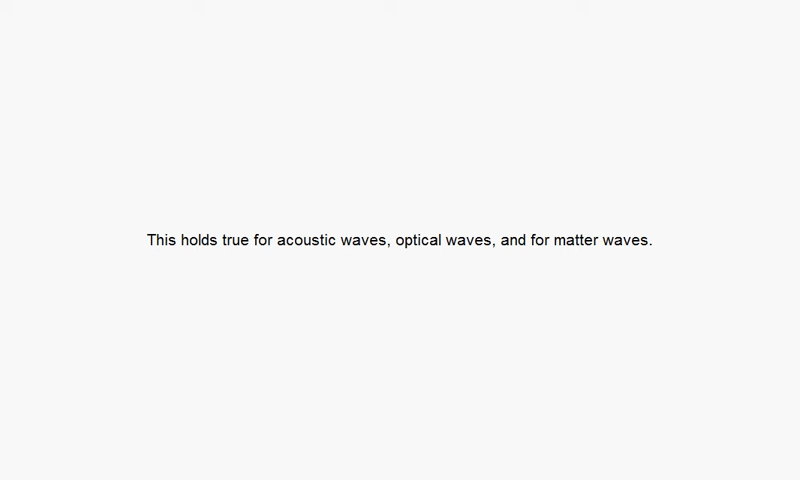 This holds true for acoustic waves, optical waves, and for matter waves.